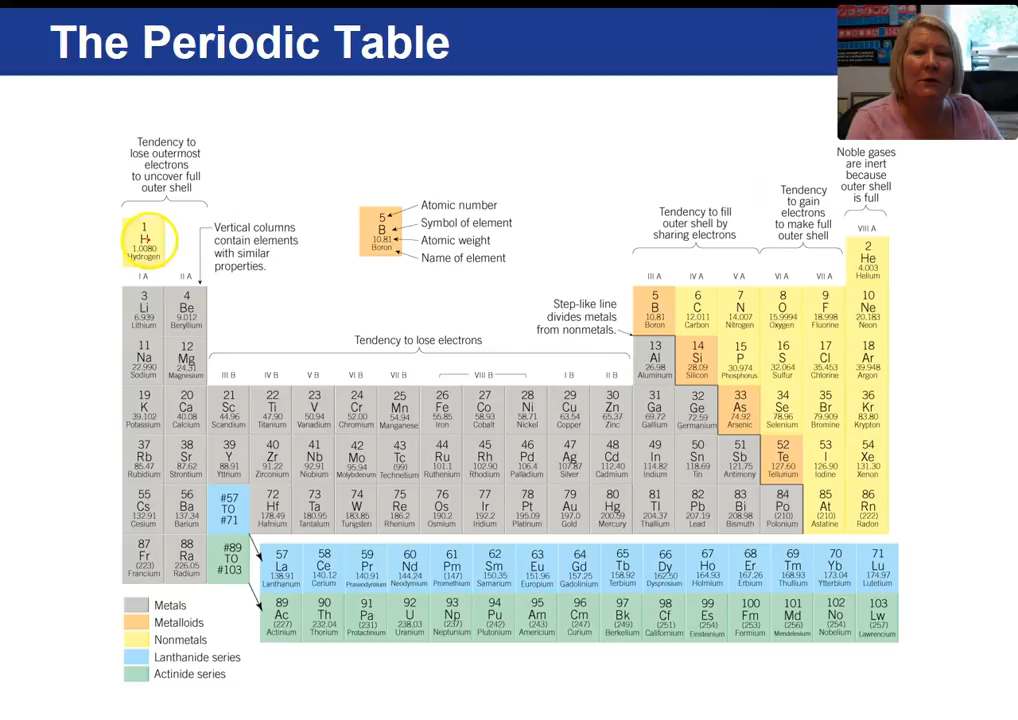 The Periodic Table
Tendency to
lose outermost
electrons
to uncover full
outer shell
Vertical columns
contain elements
with similar
properties.
5
B
10.81
Boron
Atomic number
Symbol of element
Atomic weight
Name of element
Tendency to fill
outer shell by
sharing electrons
Tendency
to gain
electrons
to make full
outer shell
Noble gases
are inert
because
outer shell
is full
Step-like line
divides metals
from nonmetals.
Tendency to lose electrons
VIII A
1 2
H He
1.0080 4.003
Hydrogen Helium
I A II A III A IV A V A VI A VII A
3 4 5 6 7 8 9 10
Li Be B C N O F Ne
6.939 9.012 10.81 12.011 14.007 15.9994 18.998 20.183
Lithium Beryllium Boron Carbon Nitrogen Oxygen Fluorine Neon
11 12 13 14 15 16 17 18
Na Mg Al Si P S Cl Ar
22.990 24.31 26.98 28.09 30.974 32.064 35.453 39.948
Sodium Magnesium Aluminum Silicon Phosphorus Sulfur Chlorine Argon
III B IV B V B VI B VII B VIII B I B II B
19 20 21 22 23 24 25 26 27 28 29 30 31 32 33 34 35 36
K Ca Sc Ti V Cr Mn Fe Co Ni Cu Zn Ga Ge As Se Br Kr
39.102 40.08 44.96 47.90 50.94 52.00 54.94 55.85 58.93 58.71 63.54 65.37 69.72 72.59 74.92 78.96 79.909 83.80
Potassium Calcium Scandium Titanium Vanadium Chromium Manganese Iron Cobalt Nickel Copper Zinc Gallium Germanium Arsenic Selenium Bromine Krypton
37 38 39 40 41 42 43 44 45 46 47 48 49 50 51 52 53 54
Rb Sr Y Zr Nb Mo Tc Ru Rh Pd Ag Cd In Sn Sb Te I Xe
85.47 87.62 88.91 91.22 92.91 95.94 (99) 101.1 102.90 106.4 107.87 112.40 114.82 118.69 121.75 127.60 126.90 131.30
Rubidium Strontium Yttrium Zirconium Niobium Molybdenum Technetium Ruthenium Rhodium Palladium Silver Cadmium Indium Tin Antimony Tellurium Iodine Xenon
55 56 #57 TO #71 72 73 74 75 76 77 78 79 80 81 82 83 84 85 86
Cs Ba Hf Ta W Re Os Ir Pt Au Hg Tl Pb Bi Po At Rn
132.91 137.34 178.49 180.95 183.85 186.2 190.2 192.2 195.09 197.0 200.59 204.37 207.19 208.98 (210) (210) (222)
Cesium Barium Hafnium Tantalum Tungsten Rhenium Osmium Iridium Platinum Gold Mercury Thallium Lead Bismuth Polonium Astatine Radon
87 88 #89 TO #103
Fr Ra
(223) 226.05
Francium Radium
57 58 59 60 61 62 63 64 65 66 67 68 69 70 71
La Ce Pr Nd Pm Sm Eu Gd Tb Dy Ho Er Tm Yb Lu
138.91 140.12 140.91 144.24 (147) 150.35 151.96 157.25 158.92 162.50 164.93 167.26 168.93 173.04 174.97
Lanthanum Cerium Praseodymium Neodymium Promethium Samarium Europium Gadolinium Terbium Dysprosium Holmium Erbium Thullium Ytterbium Lutetium
89 90 91 92 93 94 95 96 97 98 99 100 101 102 103
Ac Th Pa U Np Pu Am Cm Bk Cf Es Fm Md No Lw
(227) 232.04 (231) 238.03 (237) (242) (243) (247) (249) (251) (254) (253) (256) (254) (257)
Actinium Thorium Protactinium Uranium Neptunium Plutonium Americium Curium Berkelium Californium Einsteinium Fermium Mendelesium Nobelium Lawrencium
Metals
Metalloids
Nonmetals
Lanthanide series
Actinide series